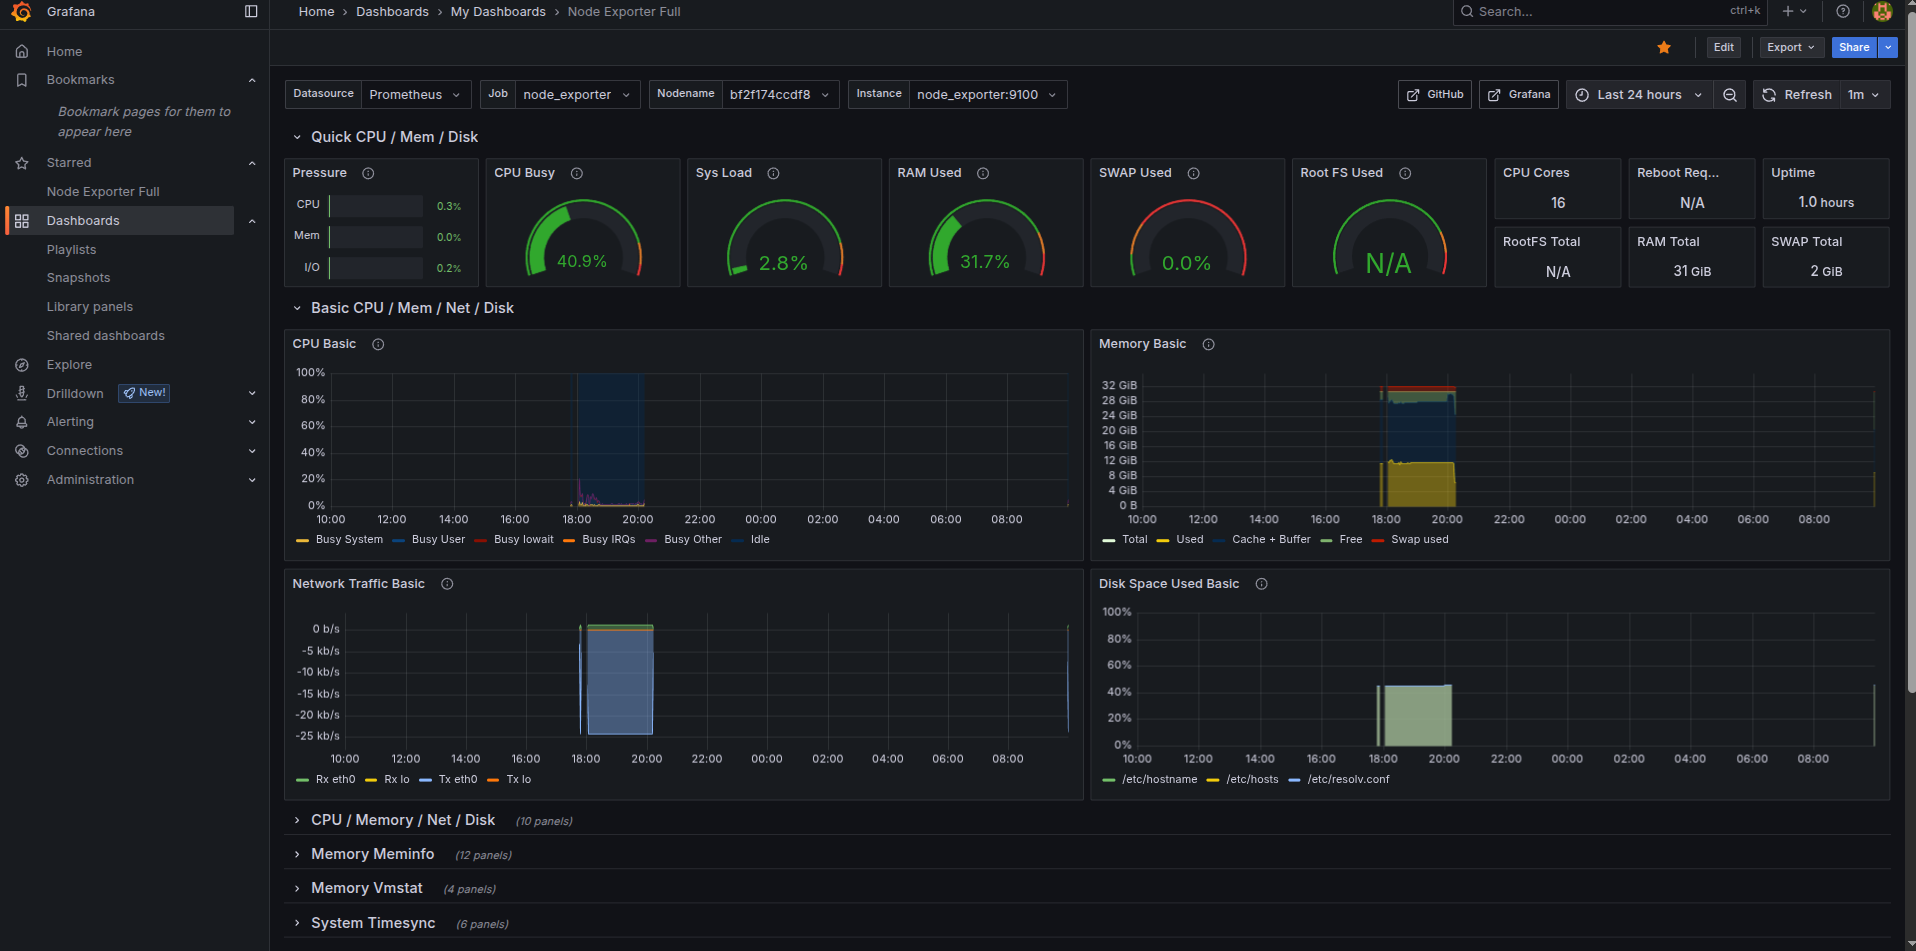 Grafana
Home › Dashboards › My Dashboards › Node Exporter Full
Search...
ctrl+k
Edit
Export
Share
Home
Bookmarks
Bookmark pages for them to
appear here
Starred
Node Exporter Full
Dashboards
Playlists
Snapshots
Library panels
Shared dashboards
Explore
Drilldown
New!
Alerting
Connections
Administration
Datasource Prometheus
Job node_exporter
Nodename bf2f174ccdf8
Instance node_exporter:9100
GitHub
Grafana
Last 24 hours
Refresh 1m
Quick CPU / Mem / Disk
Pressure
CPU 0.3%
Mem 0.0%
I/O 0.2%
CPU Busy
40.9%
Sys Load
2.8%
RAM Used
31.7%
SWAP Used
0.0%
Root FS Used
N/A
CPU Cores
16
Reboot Req...
N/A
Uptime
1.0 hours
RootFS Total
N/A
RAM Total
31 GiB
SWAP Total
2 GiB
Basic CPU / Mem / Net / Disk
CPU Basic
100%
80%
60%
40%
20%
0%
10:00 12:00 14:00 16:00 18:00 20:00 22:00 00:00 02:00 04:00 06:00 08:00
Busy System Busy User Busy Iowait Busy IRQs Busy Other Idle
Memory Basic
32 GiB
28 GiB
24 GiB
20 GiB
16 GiB
12 GiB
8 GiB
4 GiB
0 B
10:00 12:00 14:00 16:00 18:00 20:00 22:00 00:00 02:00 04:00 06:00 08:00
Total Used Cache + Buffer Free Swap used
Network Traffic Basic
0 b/s
-5 kb/s
-10 kb/s
-15 kb/s
-20 kb/s
-25 kb/s
10:00 12:00 14:00 16:00 18:00 20:00 22:00 00:00 02:00 04:00 06:00 08:00
Rx eth0 Rx lo Tx eth0 Tx lo
Disk Space Used Basic
100%
80%
60%
40%
20%
0%
10:00 12:00 14:00 16:00 18:00 20:00 22:00 00:00 02:00 04:00 06:00 08:00
/etc/hostname /etc/hosts /etc/resolv.conf
CPU / Memory / Net / Disk (10 panels)
Memory Meminfo (12 panels)
Memory Vmstat (4 panels)
System Timesync (6 panels)